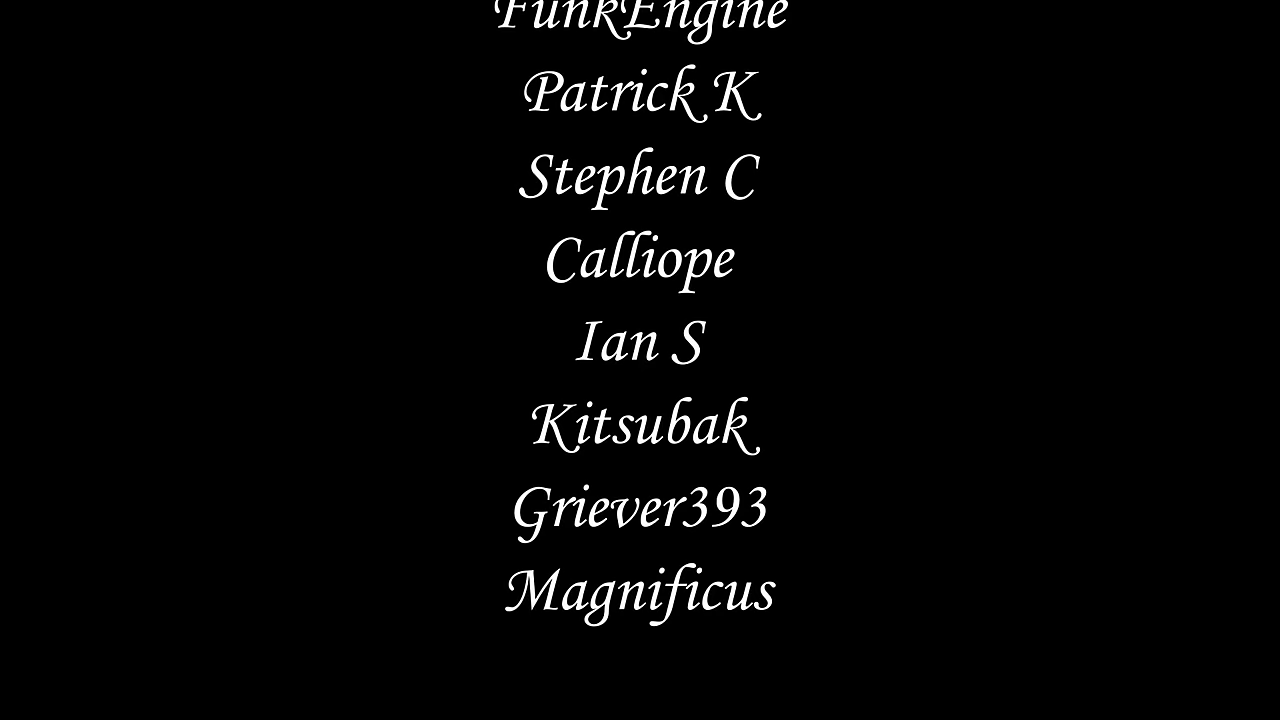 FunkEngine
Patrick K
Stephen C
Calliope
Ian S
Kitsubak
Griever393
Magnificus